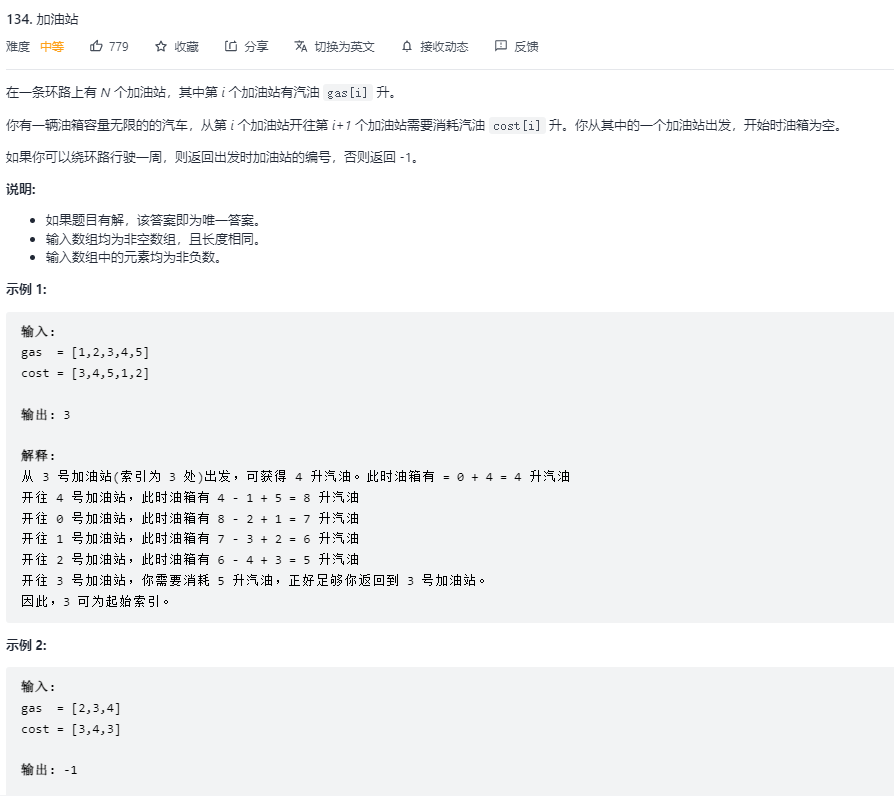 134. 加油站
难度 中等 779 收藏 分享 切换为英文 接收动态 反馈
在一条环路上有 N 个加油站，其中第 i 个加油站有汽油 gas[i] 升。
你有一辆油箱容量无限的的汽车，从第 i 个加油站开往第 i+1 个加油站需要消耗汽油 cost[i] 升。你从其中的一个加油站出发，开始时油箱为空。
如果你可以绕环路行驶一周，则返回出发时加油站的编号，否则返回 -1。
说明:
• 如果题目有解，该答案即为唯一答案。
• 输入数组均为非空数组，且长度相同。
• 输入数组中的元素均为非负数。
示例 1:
输入:
gas  = [1,2,3,4,5]
cost = [3,4,5,1,2]
输出: 3
解释:
从 3 号加油站(索引为 3 处)出发，可获得 4 升汽油。此时油箱有 = 0 + 4 = 4 升汽油
开往 4 号加油站，此时油箱有 4 - 1 + 5 = 8 升汽油
开往 0 号加油站，此时油箱有 8 - 2 + 1 = 7 升汽油
开往 1 号加油站，此时油箱有 7 - 3 + 2 = 6 升汽油
开往 2 号加油站，此时油箱有 6 - 4 + 3 = 5 升汽油
开往 3 号加油站，你需要消耗 5 升汽油，正好足够你返回到 3 号加油站。
因此，3 可为起始索引。
示例 2:
输入:
gas  = [2,3,4]
cost = [3,4,3]
输出: -1